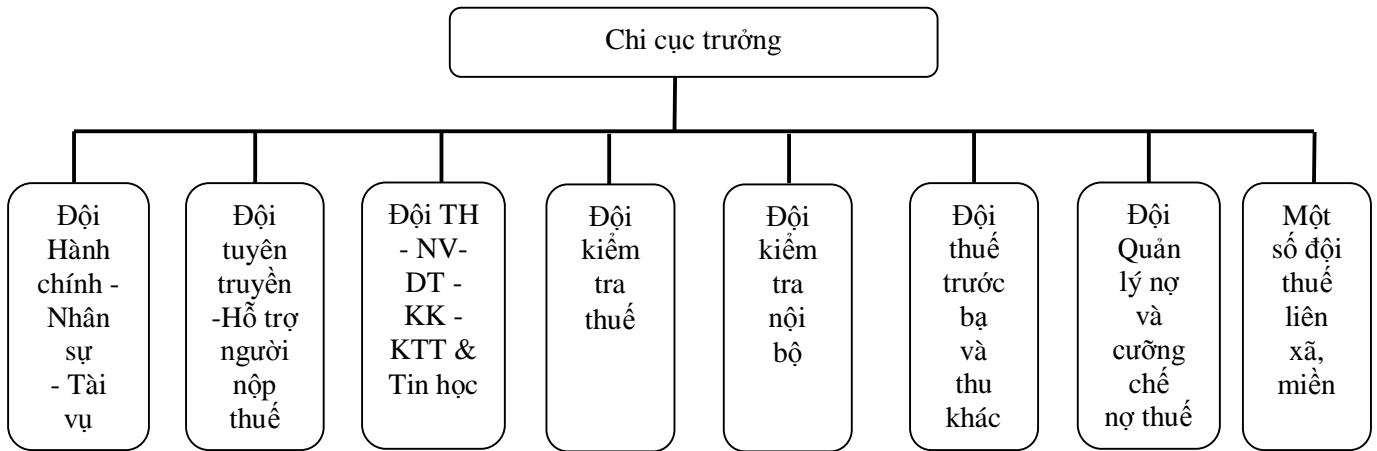 Chi cục trưởng
Đội
Hành
chính -
Nhân
sự
- Tài
vụ
Đội
tuyên
truyền
-Hỗ trợ
người
nộp
thuế
Đội TH
- NV-
DT -
KK -
KTT &
Tin học
Đội
kiểm
tra
thuế
Đội
kiểm
tra
nội
bộ
Đội
thuế
trước
bạ
và
thu
khác
Đội
Quản
lý nợ
và
cưỡng
chế
nợ thuế
Một
số đội
thuế
liên
xã,
miền